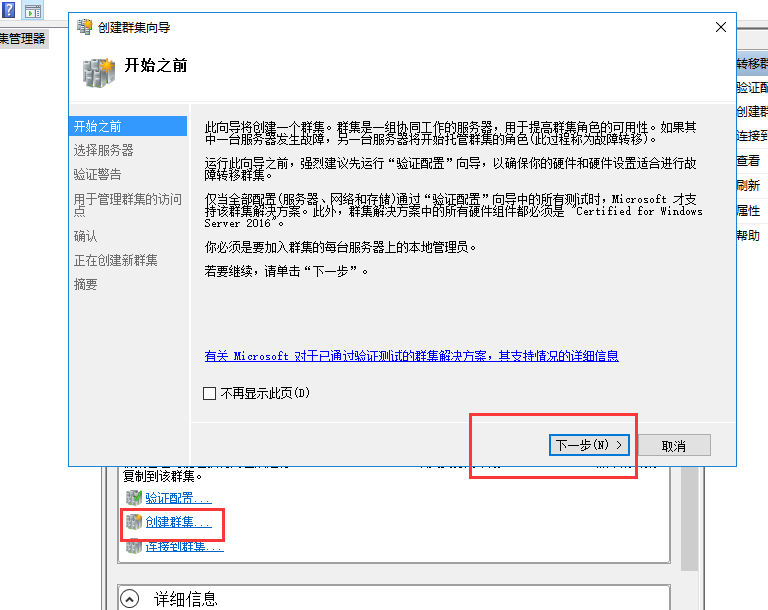 创建群集向导
集管理器
开始之前
开始之前
选择服务器
验证警告
用于管理群集的访问
点
确认
正在创建新群集
摘要
此向导将创建一个群集。群集是一组协同工作的服务器，用于提高群集角色的可用性。如果其
中一台服务器发生故障，另一台服务器将开始托管群集的角色(此过程称为故障转移)。
运行此向导之前，强烈建议先运行“验证配置”向导，以确保你的硬件和硬件设置适合进行故
障转移群集。
仅当全部配置(服务器、网络和存储)通过“验证配置”向导中的所有测试时，Microsoft 才支
持该群集解决方案。此外，群集解决方案中的所有硬件组件都必须是 "Certified for Windows
Server 2016"。
你必须是要加入群集的每台服务器上的本地管理员。
若要继续，请单击“下一步”。
有关 Microsoft 对于已通过验证测试的群集解决方案，其支持情况的详细信息
不再显示此页(D)
下一步(N) >
取消
转移群
验证配
创建群
连接到
查看
刷新
属性
帮助
复制到该群集。
验证配置...
创建群集...
连接到群集...
详细信息